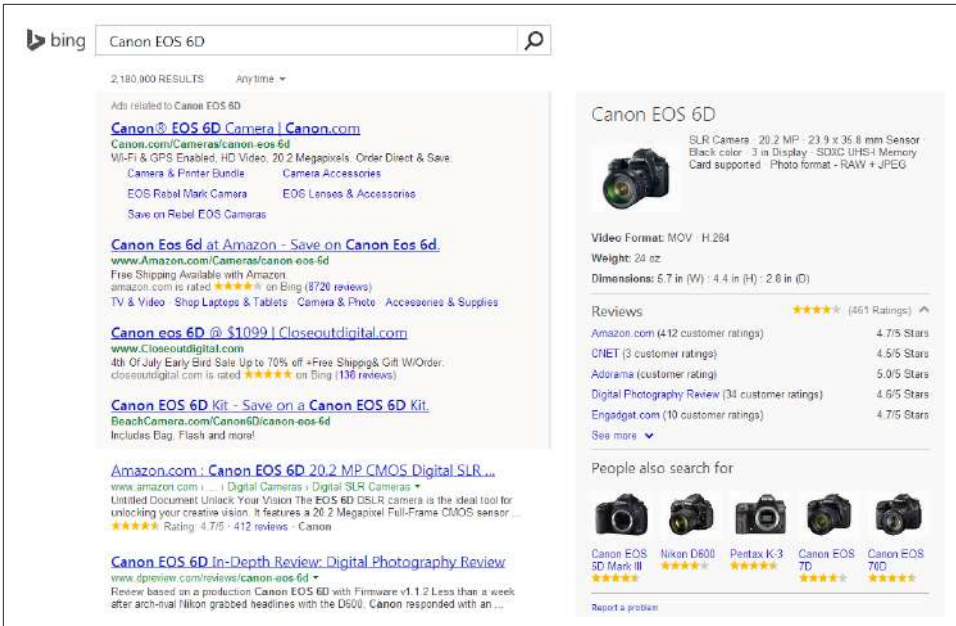 bing
Canon EOS 6D
2,180,000 RESULTS Any time
Ads related to Canon EOS 6D
Canon® EOS 6D Camera | Canon.com
Canon.com/Cameras/canon-eos-6d
Wi-Fi & GPS Enabled, HD Video, 20.2 Megapixels. Order Direct & Save.
Camera & Printer Bundle Camera Accessories
EOS Rebel Mark Camera EOS Lenses & Accessories
Save on Rebel EOS Cameras
Canon Eos 6d at Amazon - Save on Canon Eos 6d.
www.Amazon.com/Cameras/canon-eos-6d
Free Shipping Available with Amazon.
amazon.com is rated ★★★★★ on Bing (8720 reviews)
TV & Video · Shop Laptops & Tablets · Camera & Photo · Accessories & Supplies
Canon eos 6D @ $1099 | Closeoutdigital.com
www.Closeoutdigital.com
4th Of July Early Bird Sale Up to 70% off +Free Shippig& Gift W/Order.
closeoutdigital.com is rated ★★★★★ on Bing (138 reviews)
Canon EOS 6D Kit - Save on a Canon EOS 6D Kit.
BeachCamera.com/Canon6D/canon-eos-6d
Includes Bag, Flash and more!
Amazon.com : Canon EOS 6D 20.2 MP CMOS Digital SLR ...
www.amazon.com › ... › Digital Cameras › Digital SLR Cameras
Untitled Document Unlock Your Vision The EOS 6D DSLR camera is the ideal tool for
unlocking your creative vision. It features a 20.2 Megapixel Full-Frame CMOS sensor ...
★★★★★ Rating: 4.7/5 · 412 reviews · Canon
Canon EOS 6D In-Depth Review: Digital Photography Review
www.dpreview.com/reviews/canon-eos-6d
Review based on a production Canon EOS 6D with Firmware v1.1.2 Less than a week
after arch-rival Nikon grabbed headlines with the D600, Canon responded with an ...
Canon EOS 6D
SLR Camera · 20.2 MP · 23.9 x 35.8 mm Sensor ·
Black color · 3 in Display · SDXC UHS-I Memory
Card supported · Photo format - RAW + JPEG
Video Format: MOV · H.264
Weight: 24 oz
Dimensions: 5.7 in (W) : 4.4 in (H) : 2.8 in (D)
Reviews ★★★★★ (461 Ratings)
Amazon.com (412 customer ratings) 4.7/5 Stars
CNET (3 customer ratings) 4.5/5 Stars
Adorama (customer rating) 5.0/5 Stars
Digital Photography Review (34 customer ratings) 4.6/5 Stars
Engadget.com (10 customer ratings) 4.7/5 Stars
See more
People also search for
Canon EOS Nikon D600 Pentax K-3 Canon EOS Canon EOS
5D Mark III 7D 70D
Report a problem